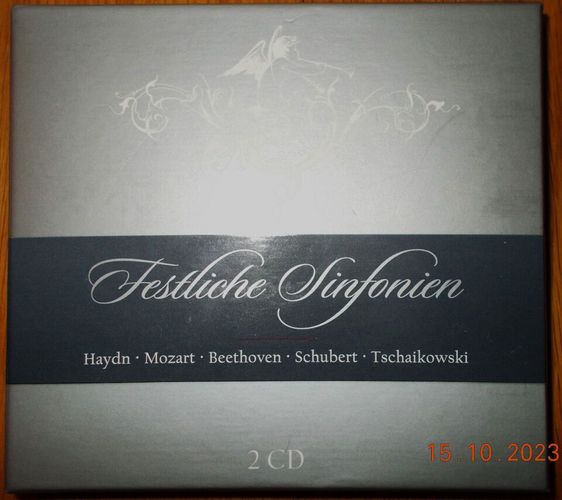 Festliche Sinfonien
Haydn · Mozart · Beethoven · Schubert · Tschaikowski
2 CD
15.10.2023